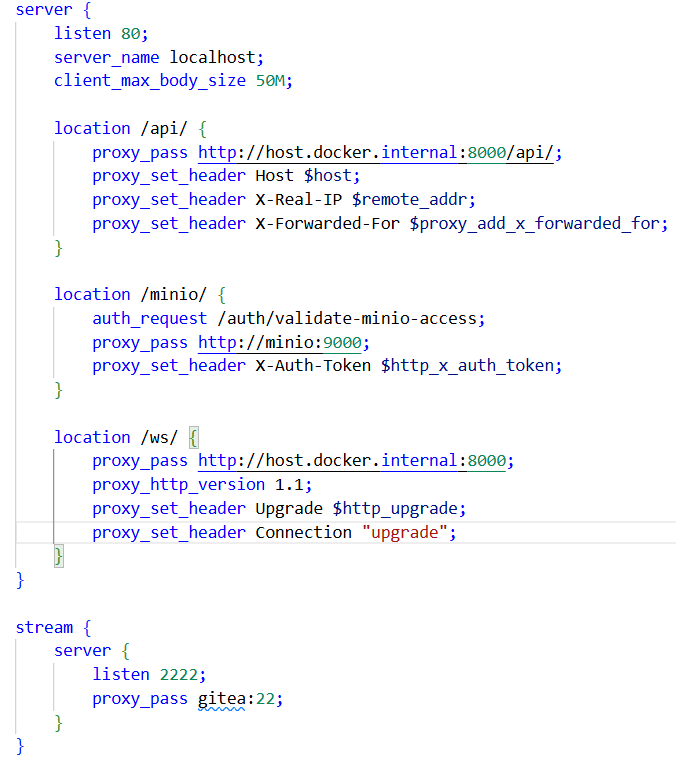 server {
    listen 80;
    server_name localhost;
    client_max_body_size 50M;

    location /api/ {
        proxy_pass http://host.docker.internal:8000/api/;
        proxy_set_header Host $host;
        proxy_set_header X-Real-IP $remote_addr;
        proxy_set_header X-Forwarded-For $proxy_add_x_forwarded_for;
    }

    location /minio/ {
        auth_request /auth/validate-minio-access;
        proxy_pass http://minio:9000;
        proxy_set_header X-Auth-Token $http_x_auth_token;
    }

    location /ws/ {
        proxy_pass http://host.docker.internal:8000;
        proxy_http_version 1.1;
        proxy_set_header Upgrade $http_upgrade;
        proxy_set_header Connection "upgrade";
    }
}

stream {
    server {
        listen 2222;
        proxy_pass gitea:22;
    }
}